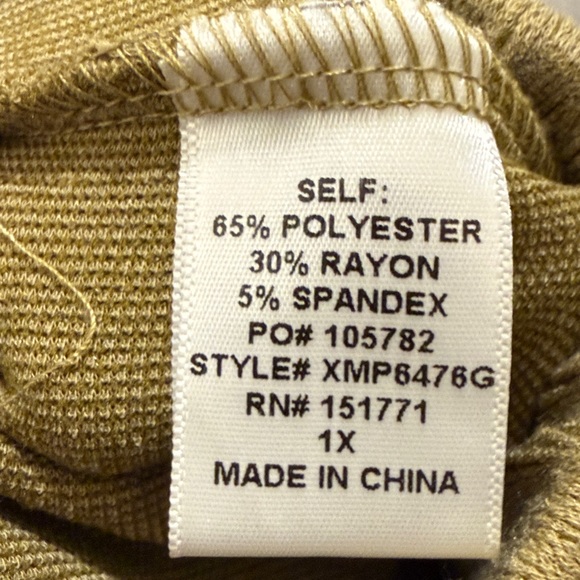 SELF:
65% POLYESTER
30% RAYON
5% SPANDEX
PO# 105782
STYLE# XMP6476G
RN# 151771
1X
MADE IN CHINA